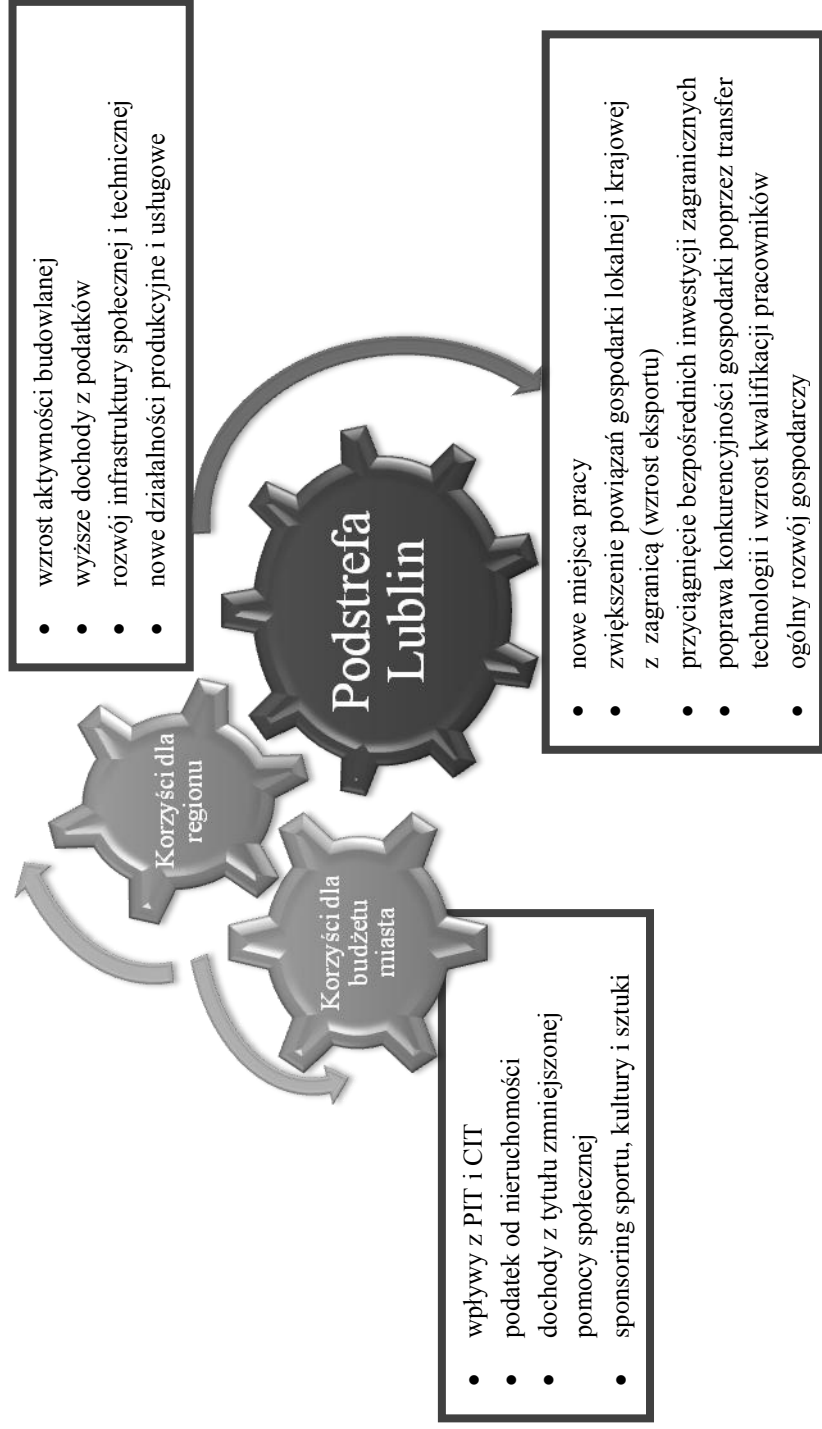 • wzrost aktywności budowlanej
• wyższe dochody z podatków
• rozwój infrastruktury społecznej i technicznej
• nowe działalności produkcyjne i usługowe
Korzyści dla
regionu
Korzyści dla
budżetu
miasta
Podstrefa
Lublin
• wpływy z PIT i CIT
• podatek od nieruchomości
• dochody z tytułu zmniejszonej
pomocy społecznej
• sponsoring sportu, kultury i sztuki
• nowe miejsca pracy
• zwiększenie powiązań gospodarki lokalnej i krajowej
z zagranicą (wzrost eksportu)
• przyciągnięcie bezpośrednich inwestycji zagranicznych
• poprawa konkurencyjności gospodarki poprzez transfer
technologii i wzrost kwalifikacji pracowników
• ogólny rozwój gospodarczy